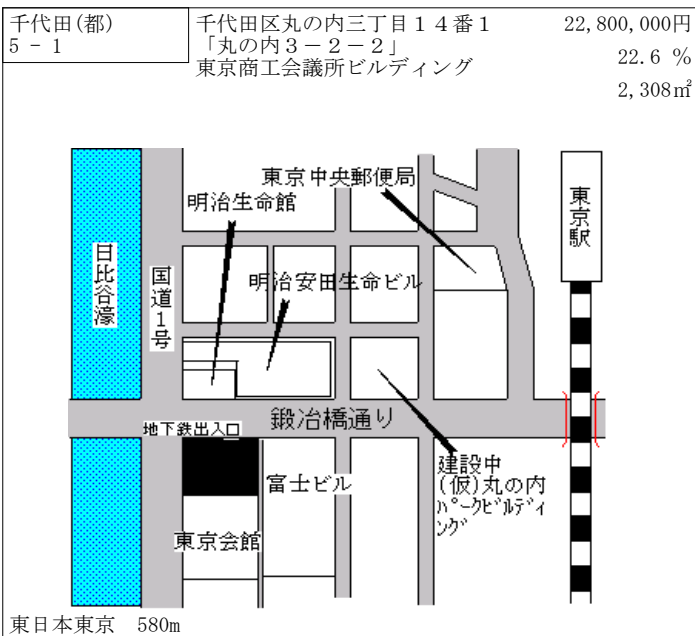 千代田(都)
5 - 1
千代田区丸の内三丁目14番1
「丸の内3-2-2」
東京商工会議所ビルディング
22,800,000円
22.6 %
2,308㎡
東京中央郵便局
明治生命館
東京駅
日比谷濠
国道1号
明治安田生命ビル
鍛冶橋通り
地下鉄出入口
富士ビル
建設中
(仮)丸の内
パークビルディ
ング
東京会館
東日本東京 580m